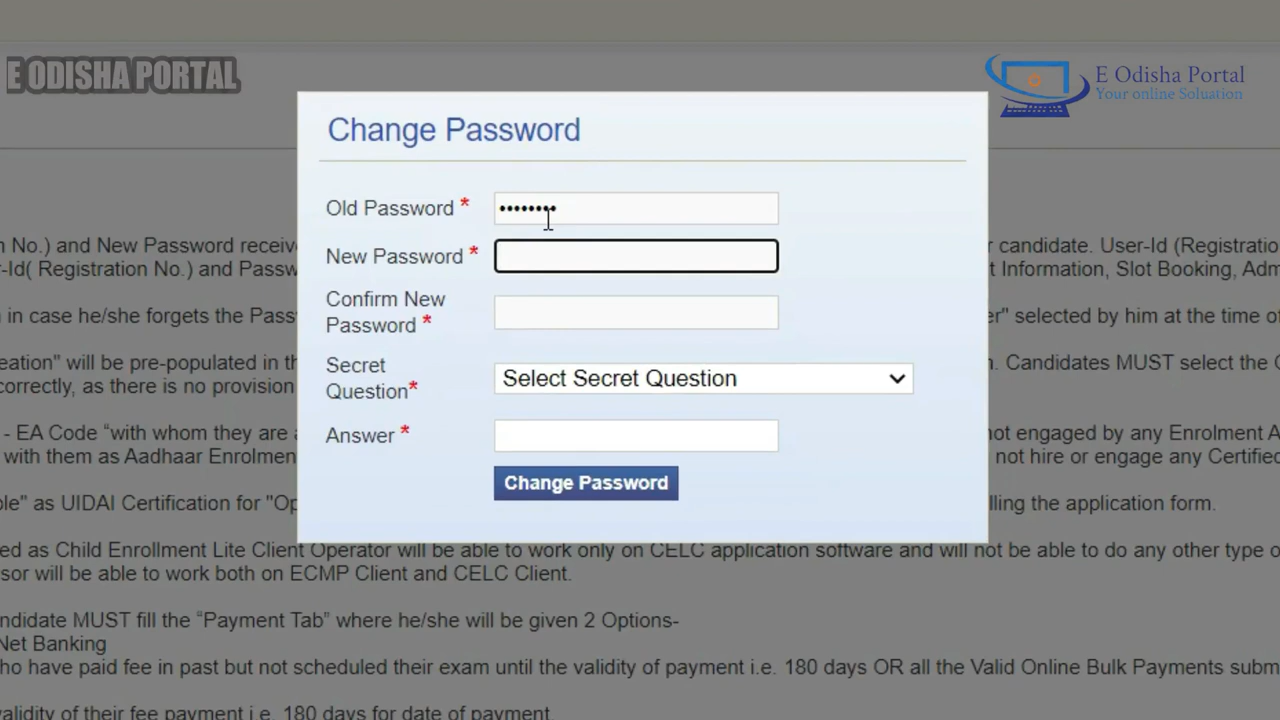 E ODISHA PORTAL
E Odisha Portal
Your online Soluation
Change Password
Old Password *
••••••••
New Password *
Confirm New
Password *
Secret
Question*
Select Secret Question
Answer *
Change Password
n No.) and New Password receive
r candidate. User-Id (Registration
r-Id( Registration No.) and Passw
t Information, Slot Booking, Adm
n in case he/she forgets the Pass
er" selected by him at the time of
eation" will be pre-populated in th
n. Candidates MUST select the C
correctly, as there is no provision
- EA Code “with whom they are a
not engaged by any Enrolment A
with them as Aadhaar Enrolmen
not hire or engage any Certified
ole" as UIDAI Certification for "Op
lling the application form.
ed as Child Enrollment Lite Client Operator will be able to work only on CELC application software and will not be able to do any other type o
sor will be able to work both on ECMP Client and CELC Client.
ndidate MUST fill the “Payment Tab” where he/she will be given 2 Options-
Net Banking
ho have paid fee in past but not scheduled their exam until the validity of payment i.e. 180 days OR all the Valid Online Bulk Payments subm
validity of their fee payment i.e. 180 days for date of payment.